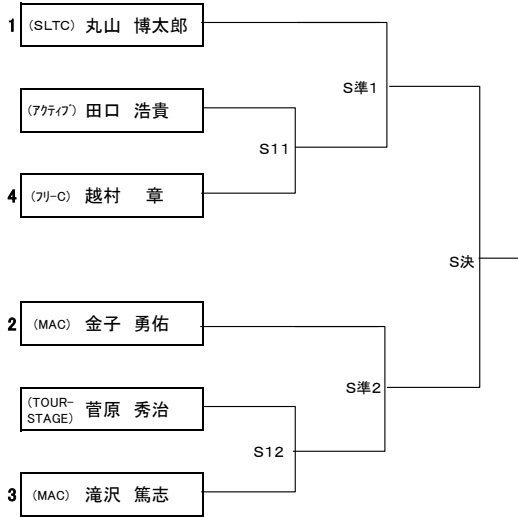 1 (SLTC) 丸山 博太郎
S準1
(ｱｸﾃｨﾌﾞ) 田口 浩貴
S11
4 (ﾌﾘｰC) 越村 章
S決
2 (MAC) 金子 勇佑
S準2
(TOUR-
STAGE) 菅原 秀治
S12
3 (MAC) 滝沢 篤志